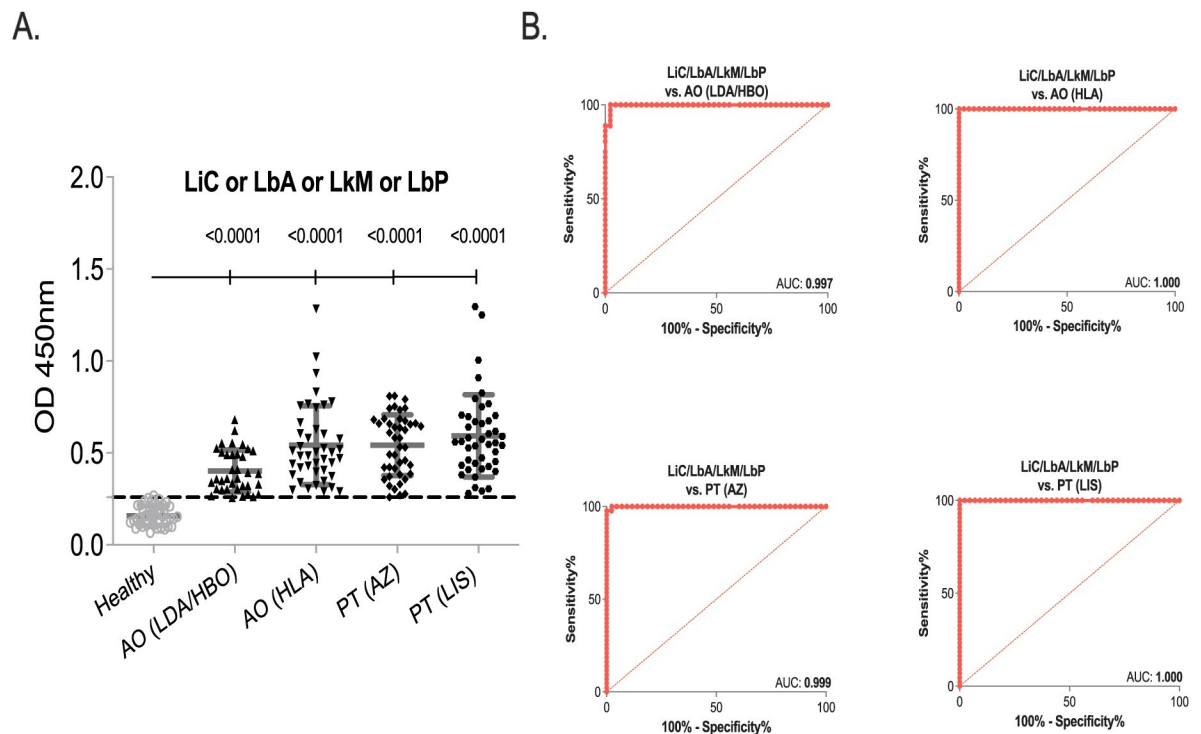 A.
LiC or LbA or LkM or LbP
<0.0001 <0.0001 <0.0001 <0.0001
OD 450nm
2.0
1.5
1.0
0.5
0.0
Healthy
AO (LDA/HBO)
AO (HLA)
PT (AZ)
PT (LIS)
B.
LiC/LbA/LkM/LbP
vs. AO (LDA/HBO)
Sensitivity%
100
50
0
AUC: 0.997
0 50 100
100% - Specificity%
LiC/LbA/LkM/LbP
vs. AO (HLA)
Sensitivity%
100
50
0
AUC: 1.000
0 50 100
100% - Specificity%
LiC/LbA/LkM/LbP
vs. PT (AZ)
Sensitivity%
100
50
0
AUC: 0.999
0 50 100
100% - Specificity%
LiC/LbA/LkM/LbP
vs. PT (LIS)
Sensitivity%
100
50
0
AUC: 1.000
0 50 100
100% - Specificity%